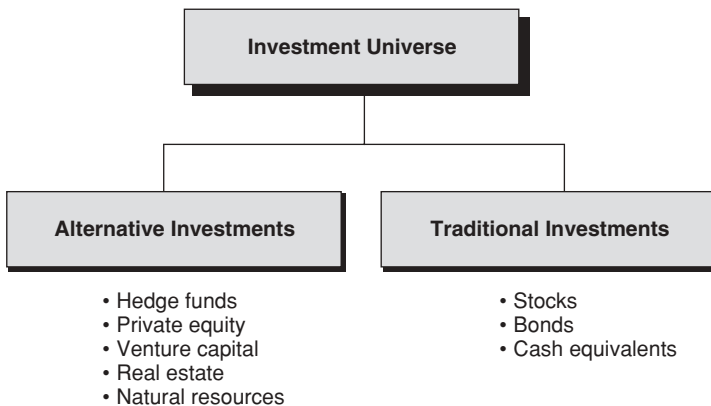 Investment Universe
Alternative Investments
Traditional Investments
• Hedge funds
• Private equity
• Venture capital
• Real estate
• Natural resources
• Stocks
• Bonds
• Cash equivalents